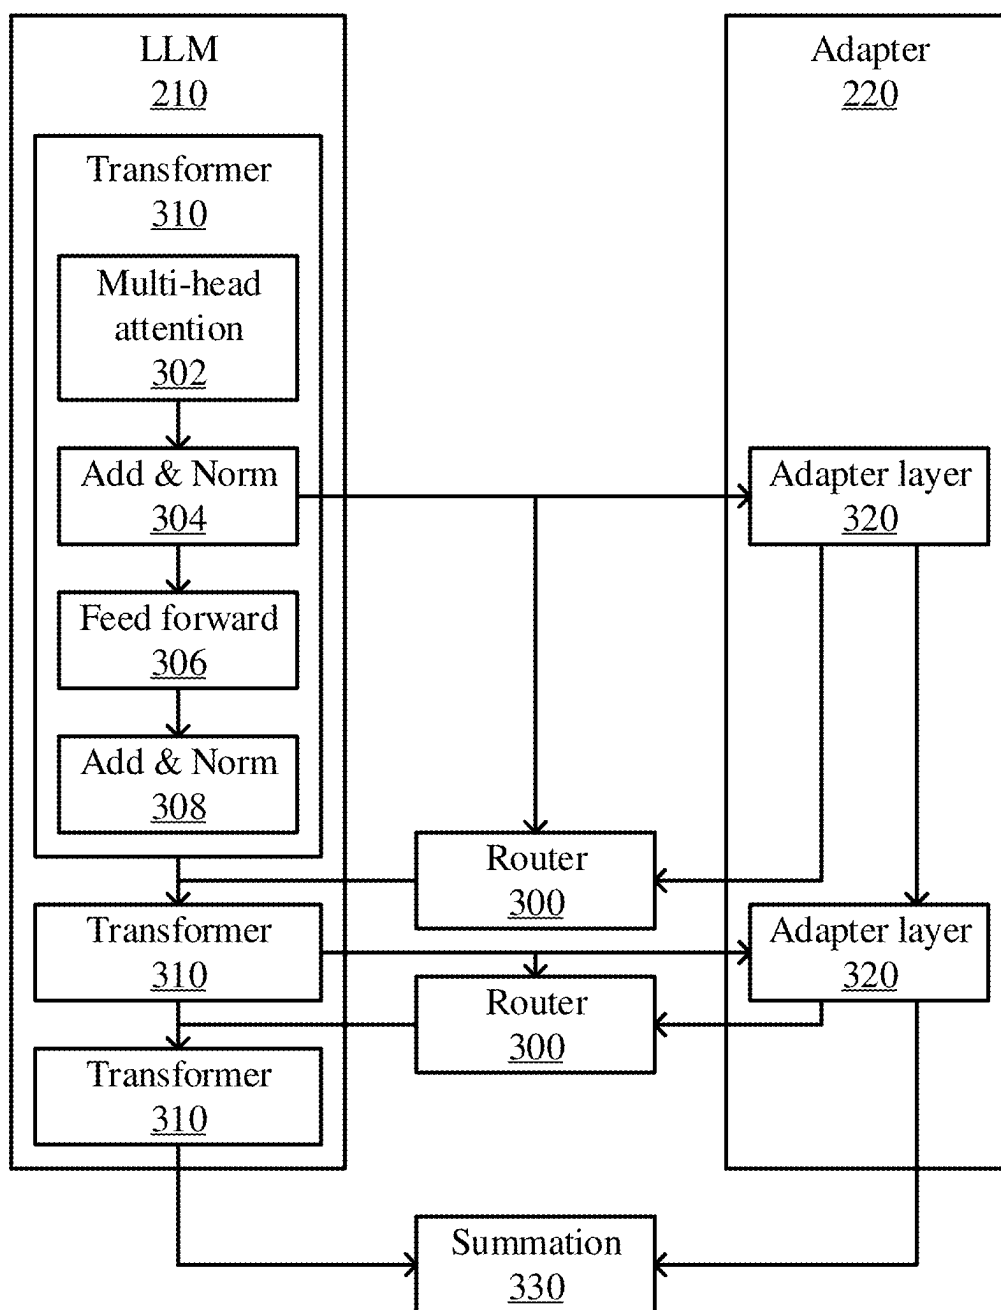 LLM
210
Adapter
220
Transformer
310
Multi-head
attention
302
Add & Norm
304
Adapter layer
320
Feed forward
306
Add & Norm
308
Router
300
Transformer
310
Adapter layer
320
Router
300
Transformer
310
Summation
330